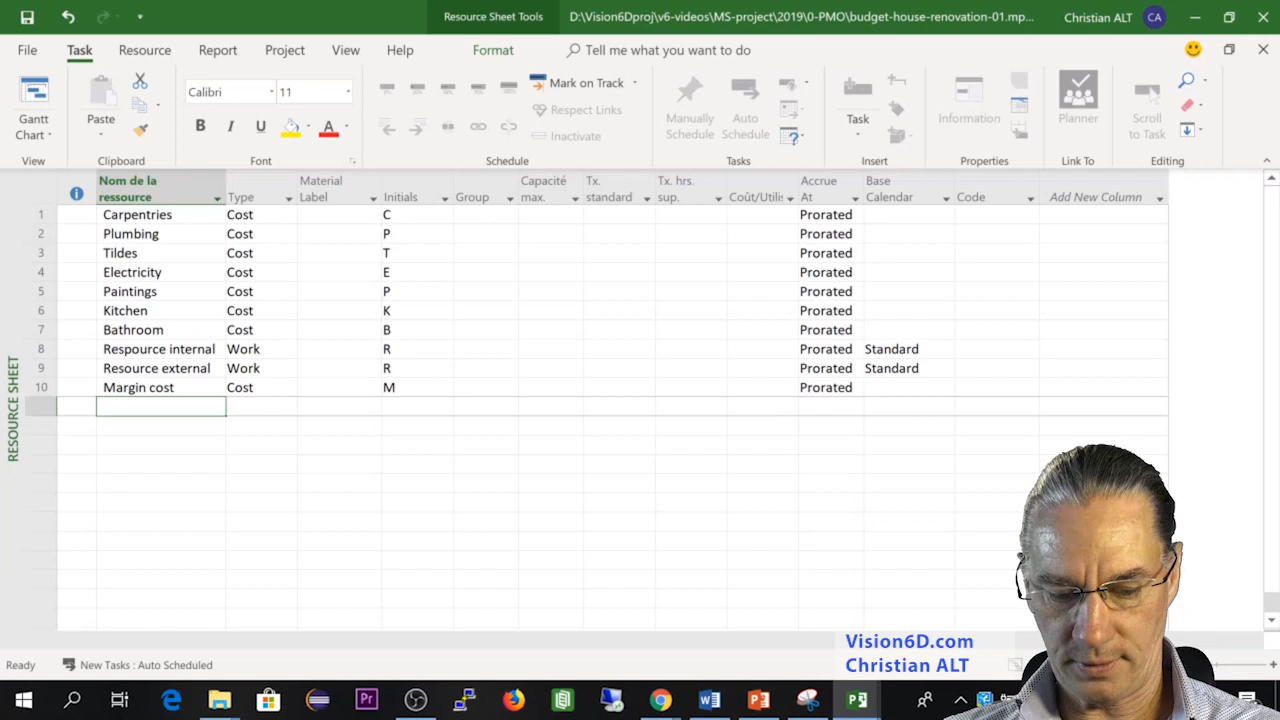 Resource Sheet Tools
D:\Vision6Dproj\v6-videos\MS-project\2019\0-PMO\budget-house-renovation-01.mp...
Christian ALT CA
File Task Resource Report Project View Help Format Tell me what you want to do
Calibri 11
Mark on Track
Respect Links
Inactivate
Gantt Chart
Paste
B I U A
Manually Schedule
Auto Schedule
Task
Information
Planner
Scroll to Task
View Clipboard Font Schedule Tasks Insert Properties Link To Editing
Nom de la ressource Type Material Label Initials Group Capacité max. Tx. standard Tx. hrs. sup. Coût/Utilis Accrue At Base Calendar Code Add New Column
1 Carpentries Cost C Prorated
2 Plumbing Cost P Prorated
3 Tildes Cost T Prorated
4 Electricity Cost E Prorated
5 Paintings Cost P Prorated
6 Kitchen Cost K Prorated
7 Bathroom Cost B Prorated
8 Respource internal Work R Prorated Standard
9 Resource external Work R Prorated Standard
10 Margin cost Cost M Prorated
RESOURCE SHEET
Vision6D.com
Christian ALT
Ready New Tasks : Auto Scheduled